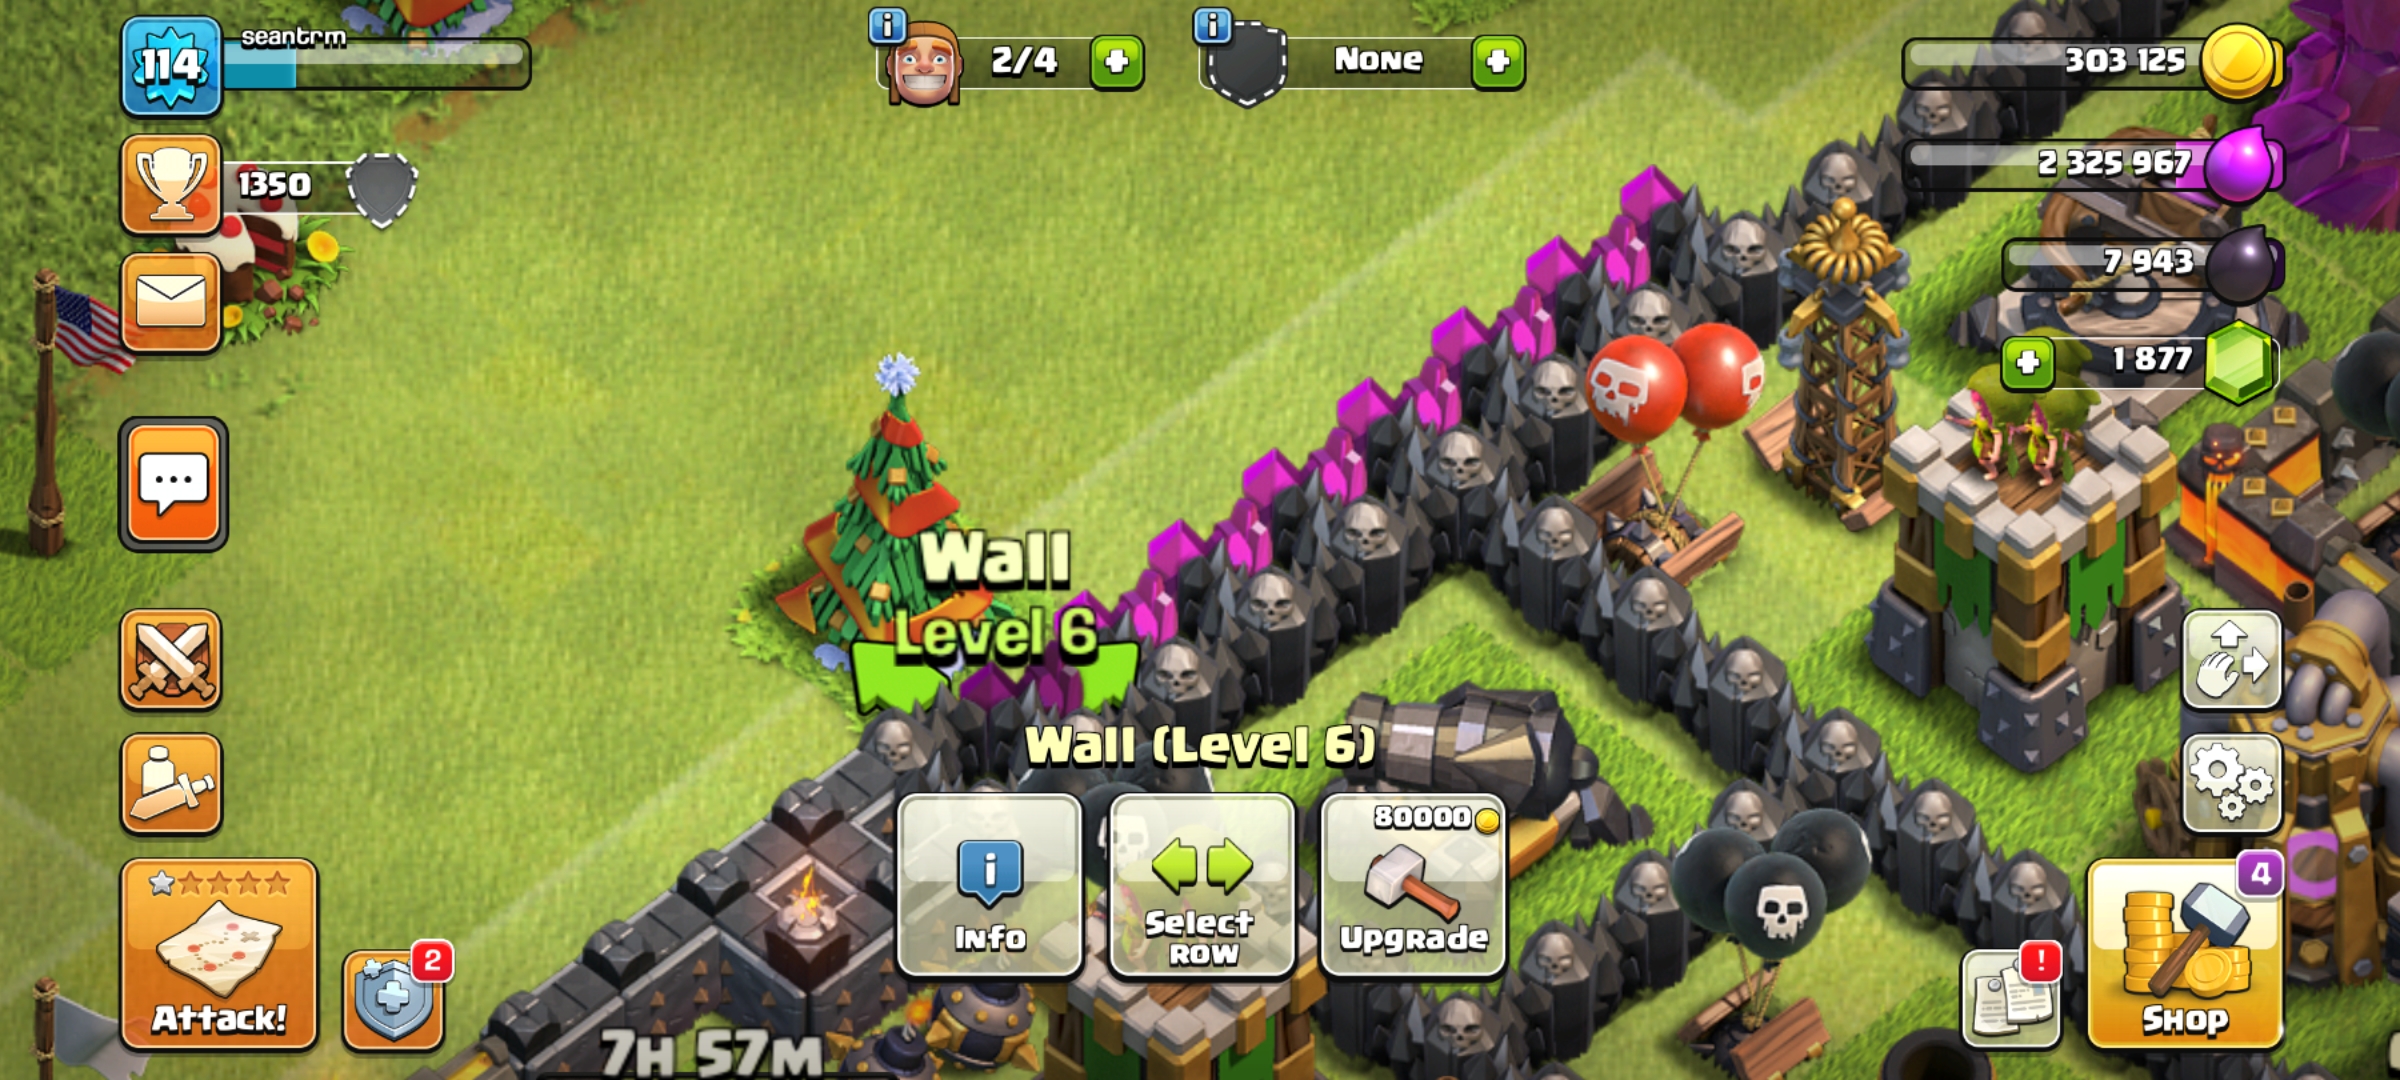 114
seantrm
2/4
None
303 125
1350
2 325 967
7 943
1 877
Wall
Level 6
Wall (Level 6)
80000
Info
Select
Row
Upgrade
4
Attack!
2
7H 57M
!
Shop